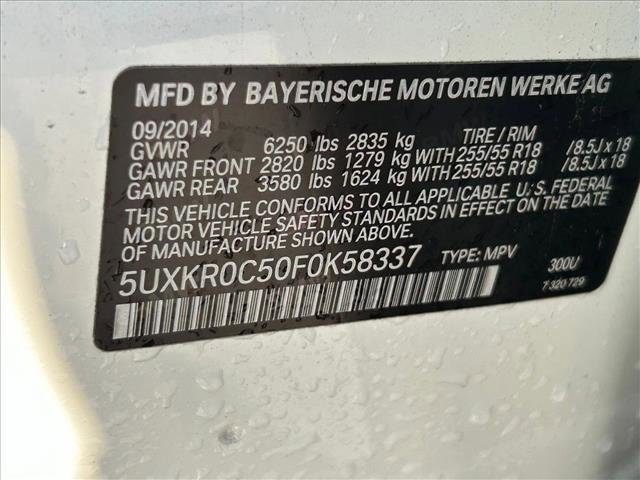 MFD BY BAYERISCHE MOTOREN WERKE AG
09/2014 TIRE / RIM
GVWR 6250 lbs 2835 kg
GAWR FRONT 2820 lbs 1279 kg WITH 255/55 R18 /8.5J x 18
GAWR REAR 3580 lbs 1624 kg WITH 255/55 R18 /8.5J x 18
THIS VEHICLE CONFORMS TO ALL APPLICABLE U. S. FEDERAL
MOTOR VEHICLE SAFETY STANDARDS IN EFFECT ON THE DATE
OF MANUFACTURE SHOWN ABOVE.
5UXKR0C50F0K58337 TYPE: MPV 300U
7 320 729